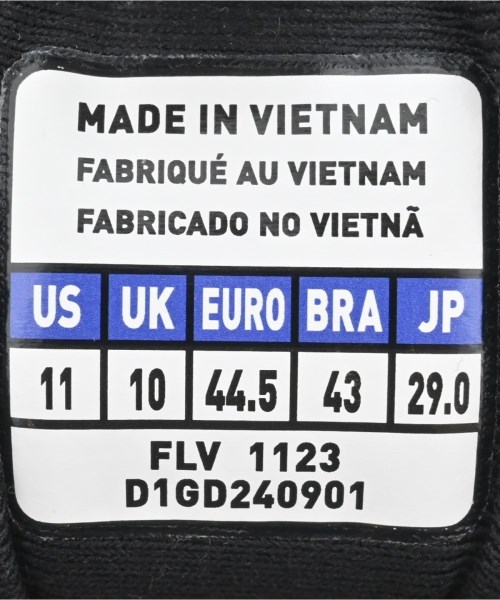 MADE IN VIETNAM
FABRIQUÉ AU VIETNAM
FABRICADO NO VIETNÃ
US UK EURO BRA JP
11 10 44.5 43 29.0
FLV 1123
D1GD240901